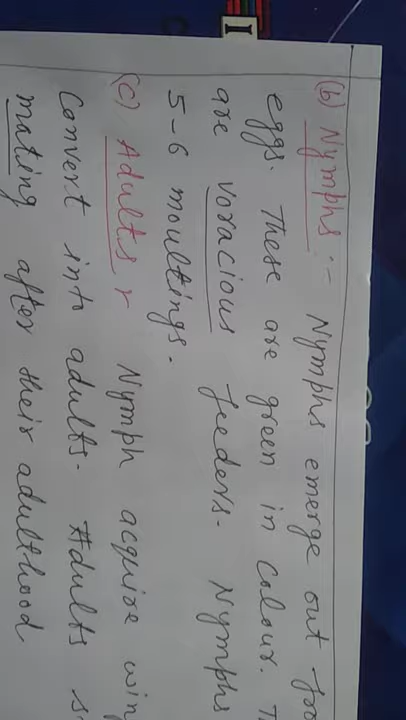 (b) Nymphs :- Nymphs emerge out
eggs. These are green in colour.
are voracious feeders. Nymphs
5-6 moultings.
(c) Adults :- Nymph acquire
convert into adults. Adults
mating after their adulthood